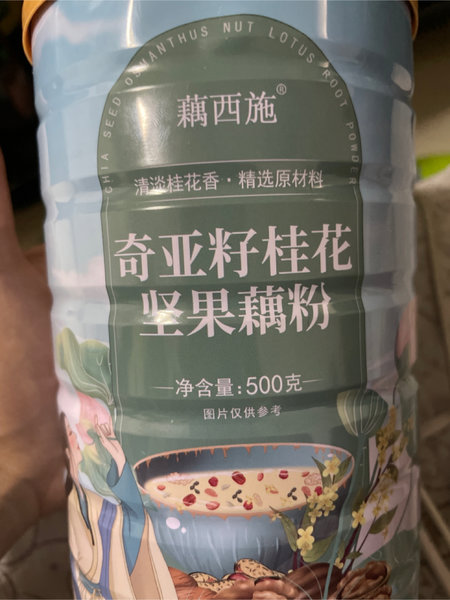 CHIA SEED OSMANTHUS NUT LOTUS ROOT POWDER
藕西施®
清淡桂花香·精选原材料
奇亚籽桂花
坚果藕粉
净含量:500克
图片仅供参考